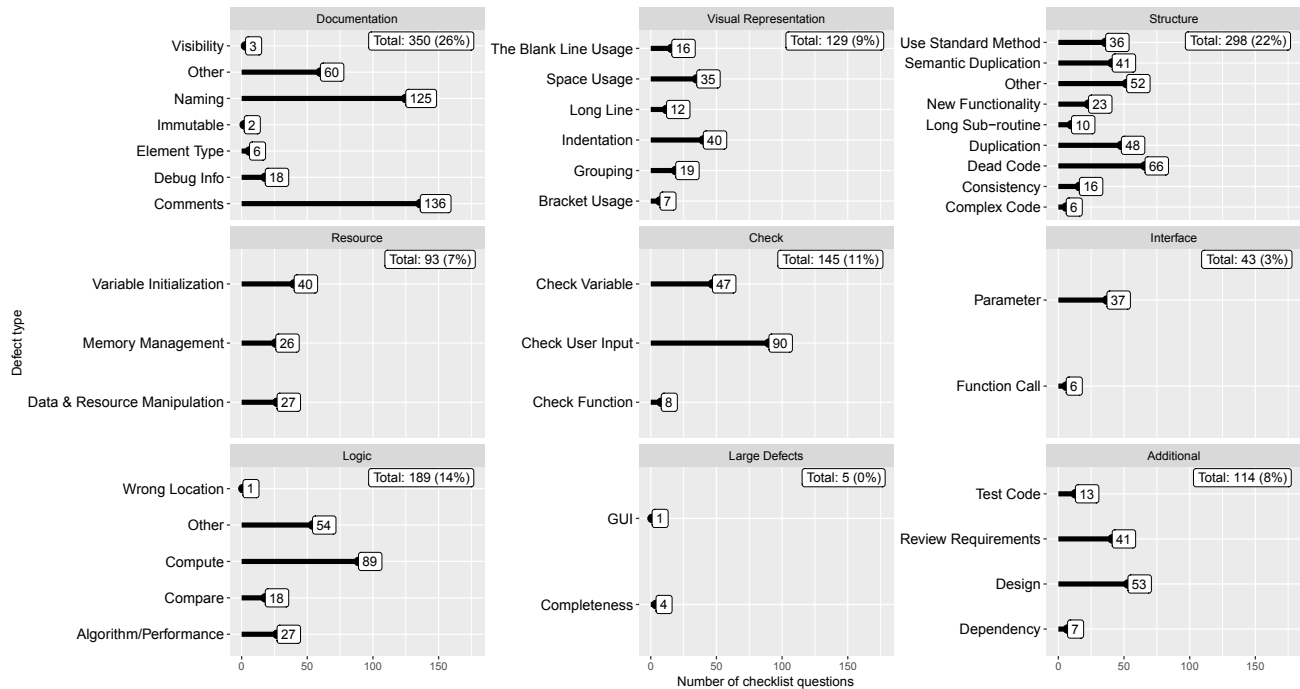 Documentation
Total: 350 (26%)
Visibility 3
Other 60
Naming 125
Immutable 2
Element Type 6
Debug Info 18
Comments 136
Visual Representation
Total: 129 (9%)
The Blank Line Usage 16
Space Usage 35
Long Line 12
Indentation 40
Grouping 19
Bracket Usage 7
Structure
Total: 298 (22%)
Use Standard Method 36
Semantic Duplication 41
Other 52
New Functionality 23
Long Sub−routine 10
Duplication 48
Dead Code 66
Consistency 16
Complex Code 6
Defect type
Resource
Total: 93 (7%)
Variable Initialization 40
Memory Management 26
Data & Resource Manipulation 27
Check
Total: 145 (11%)
Check Variable 47
Check User Input 90
Check Function 8
Interface
Total: 43 (3%)
Parameter 37
Function Call 6
Logic
Total: 189 (14%)
Wrong Location 1
Other 54
Compute 89
Compare 18
Algorithm/Performance 27
Large Defects
Total: 5 (0%)
GUI 1
Completeness 4
Additional
Total: 114 (8%)
Test Code 13
Review Requirements 41
Design 53
Dependency 7
0 50 100 150
0 50 100 150
0 50 100 150
Number of checklist questions